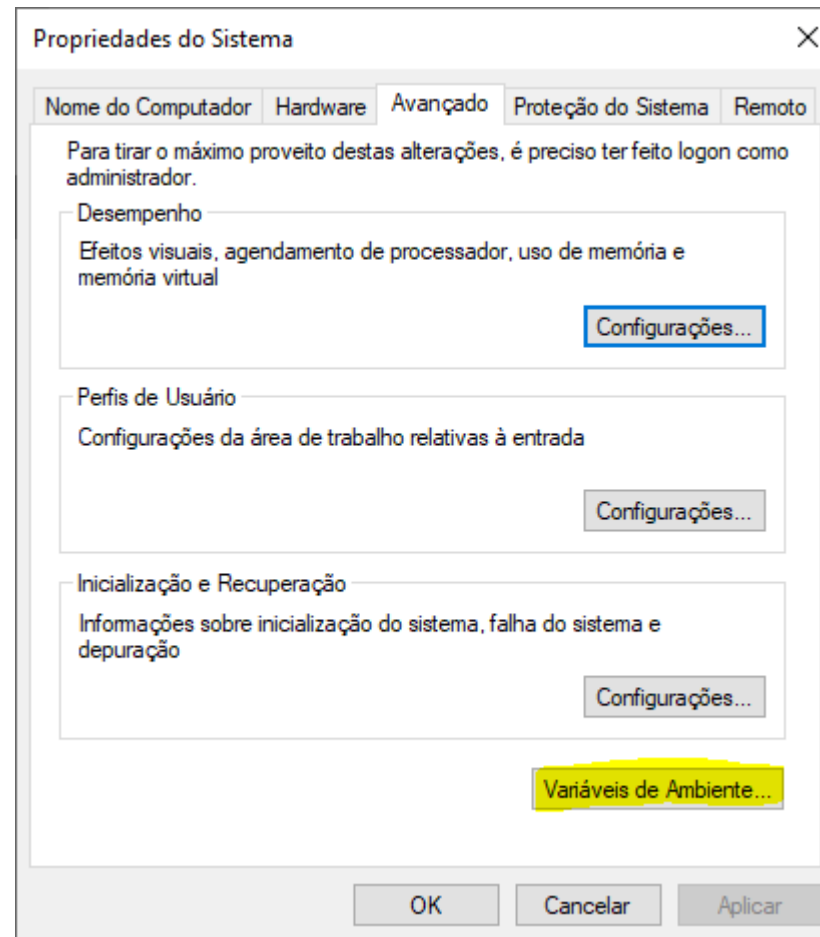 Propriedades do Sistema
Nome do Computador Hardware Avançado Proteção do Sistema Remoto
Para tirar o máximo proveito destas alterações, é preciso ter feito logon como
administrador.
Desempenho
Efeitos visuais, agendamento de processador, uso de memória e
memória virtual
Configurações...
Perfis de Usuário
Configurações da área de trabalho relativas à entrada
Configurações...
Inicialização e Recuperação
Informações sobre inicialização do sistema, falha do sistema e
depuração
Configurações...
Variáveis de Ambiente...
OK Cancelar Aplicar